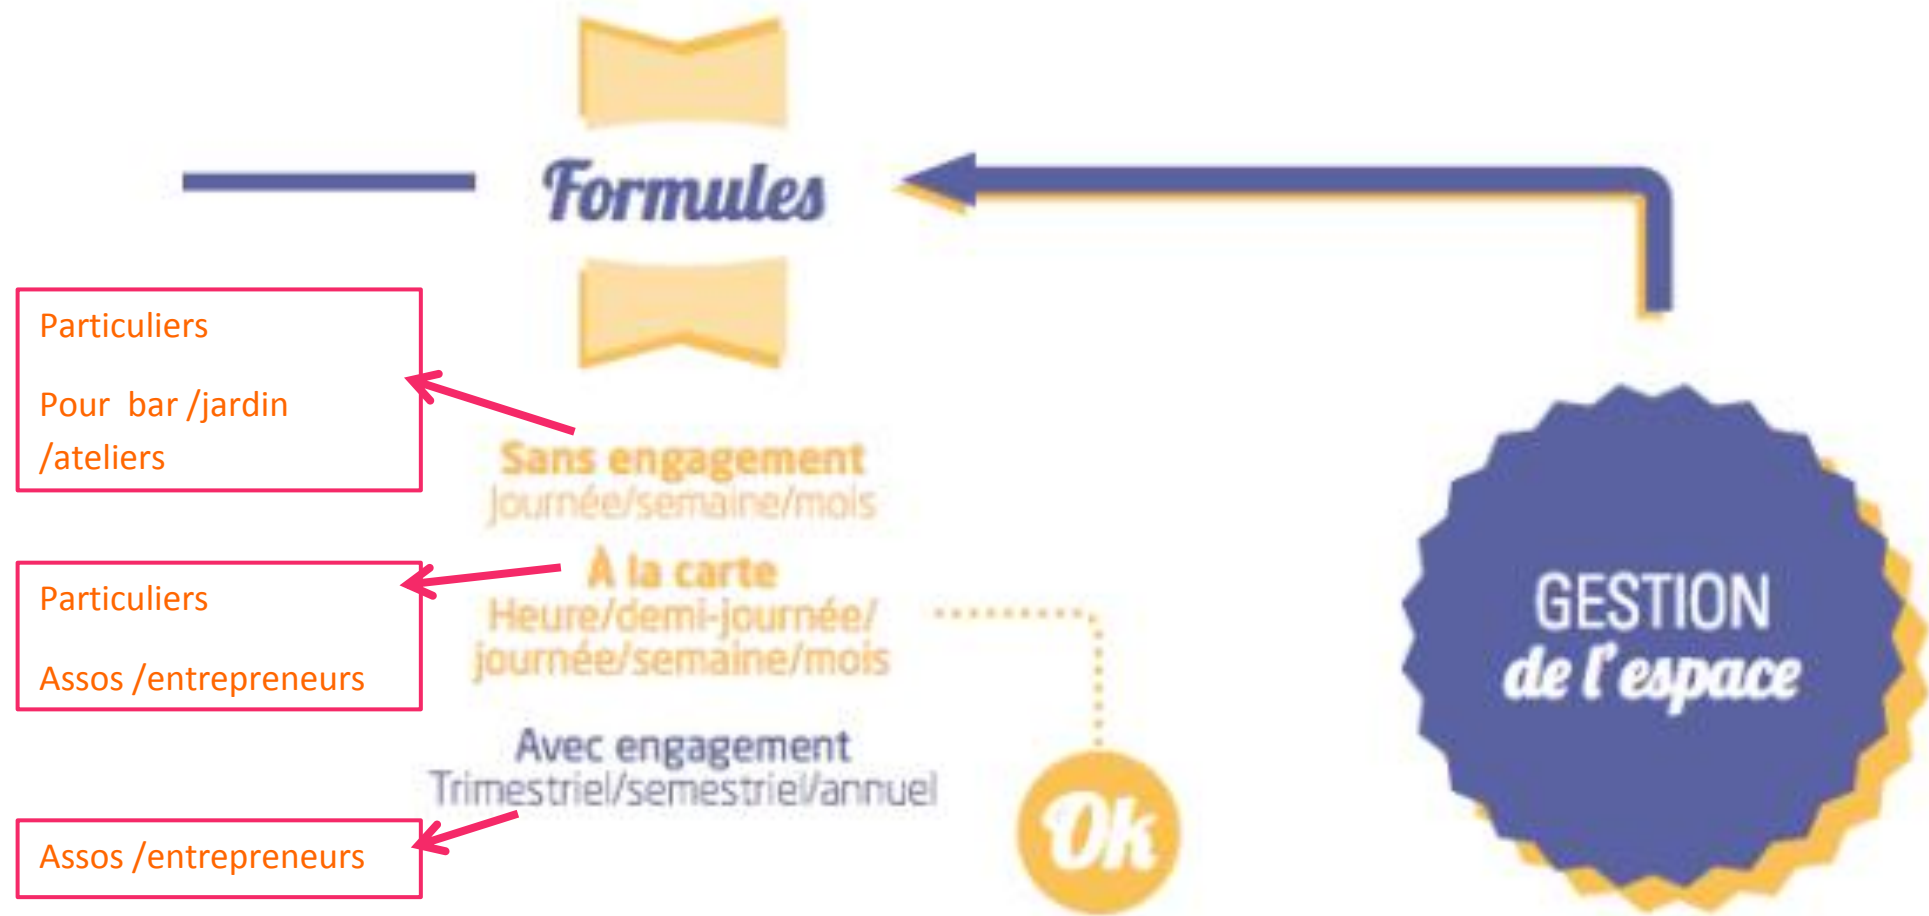 Formules
Particuliers
Pour bar /jardin
/ateliers
Sans engagement
Journée/semaine/mois
Particuliers
Assos /entrepreneurs
À la carte
Heure/demi-journée/
journée/semaine/mois
Avec engagement
Trimestriel/semestriel/annuel
Assos /entrepreneurs
Ok
GESTION
de l'espace